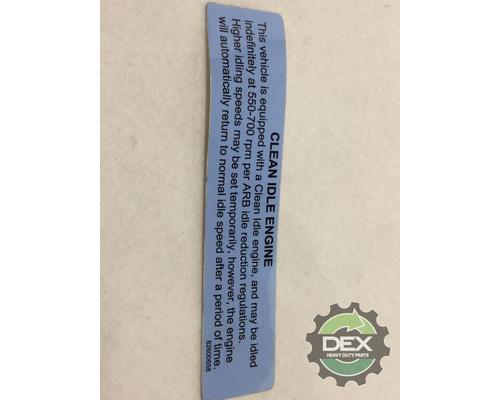 CLEAN IDLE ENGINE
This vehicle is equipped with a Clean Idle engine, and may be idled
indefinitely at 550-700 rpm per ARB idle reduction regulations.
Higher idling speeds may be set temporarily, however, the engine
will automatically return to normal idle speed after a period of time.
82600658
DEX
HEAVY DUTY PARTS